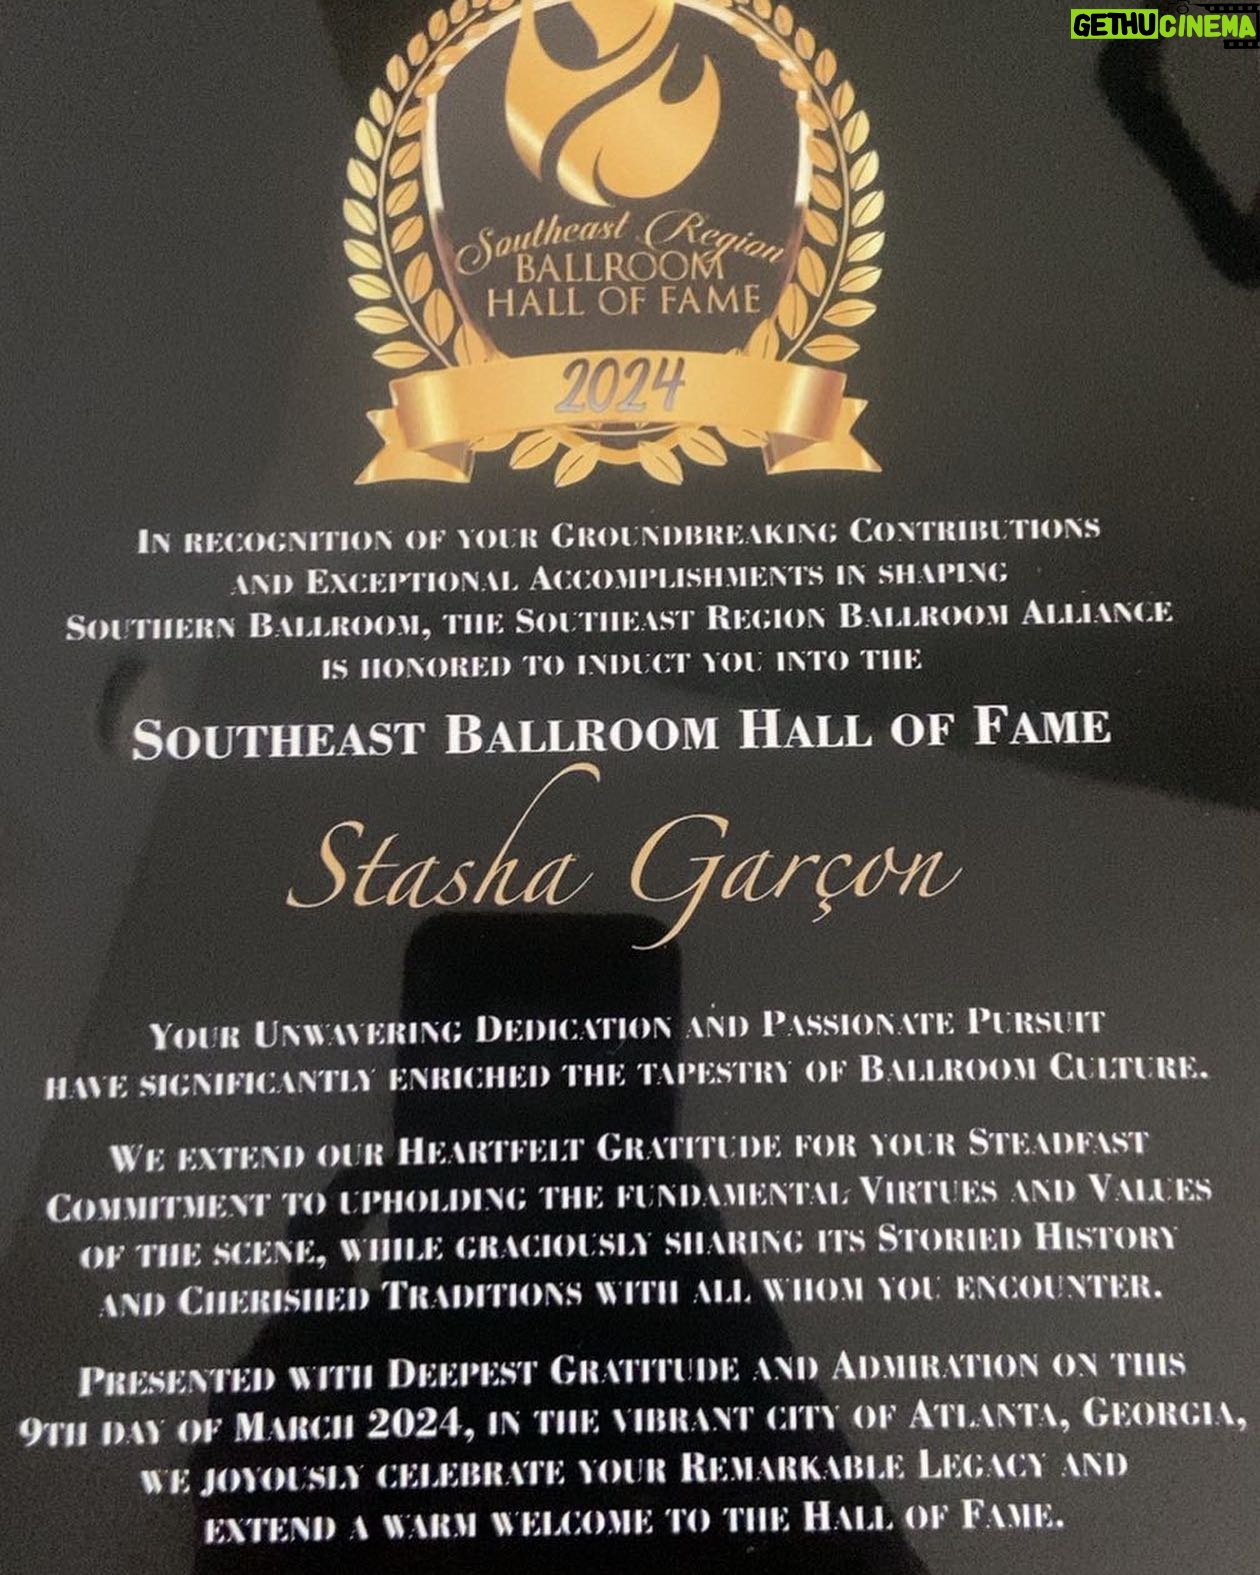 GETHUCINEMA
Southeast Region
BALLROOM
HALL OF FAME
2024
In recognition of your Groundbreaking Contributions
and Exceptional Accomplishments in shaping
Southern Ballroom, the Southeast Region Ballroom Alliance
is honored to induct you into the
Southeast Ballroom Hall of Fame
Stasha Garçon
Your Unwavering Dedication and Passionate Pursuit
have significantly enriched the tapestry of Ballroom Culture.
We extend our Heartfelt Gratitude for your Steadfast
Commitment to upholding the fundamental Virtues and Values
of the scene, while graciously sharing its Storied History
and Cherished Traditions with all whom you encounter.
Presented with Deepest Gratitude and Admiration on this
9th day of March 2024, in the vibrant city of Atlanta, Georgia,
we joyously celebrate your Remarkable Legacy and
extend a warm welcome to the Hall of Fame.